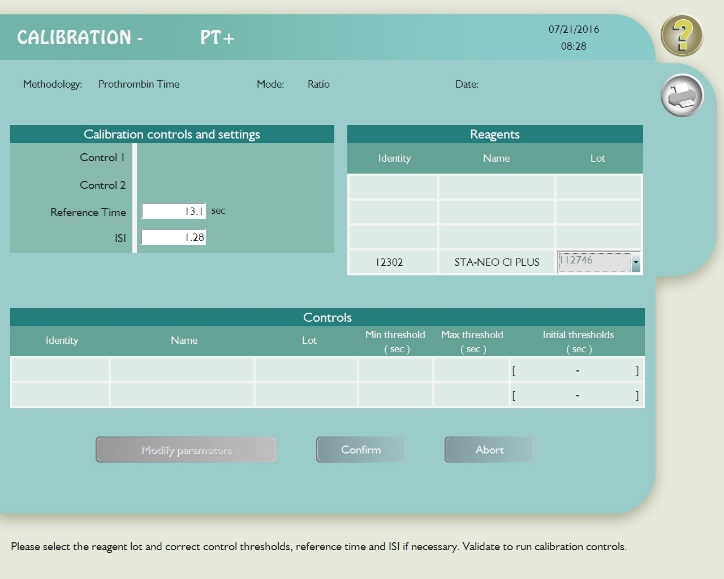 CALIBRATION - PT+
07/21/2016
08:28
?
Methodology: Prothrombin Time Mode: Ratio Date:
Calibration controls and settings
Control 1
Control 2
Reference Time 13.1 sec
ISI 1.28
Reagents
Identity Name Lot
12302 STA-NEO CI PLUS 112746
Controls
Identity Name Lot Min threshold ( sec ) Max threshold ( sec ) Initial thresholds ( sec )
[ - ]
[ - ]
Modify parameters Confirm Abort
Please select the reagent lot and correct control thresholds, reference time and ISI if necessary. Validate to run calibration controls.